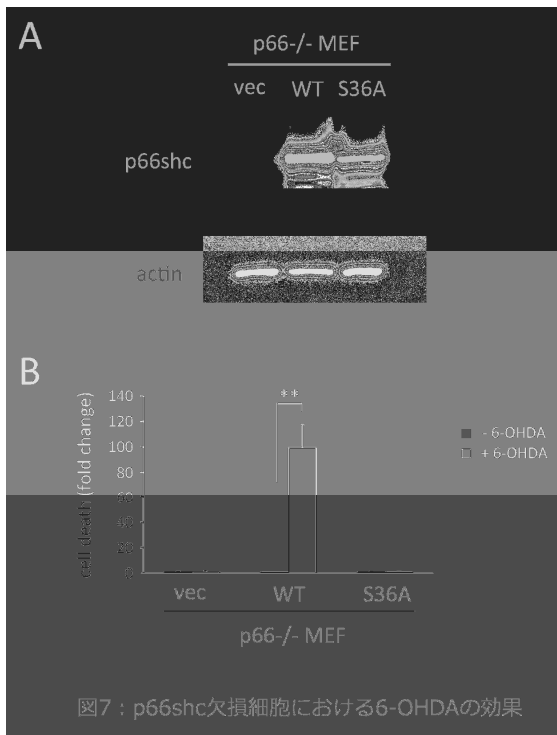 A
p66-/- MEF
vec WT S36A
p66shc
actin
B
cell death (fold change)
140
120
100
80
60
40
20
0
**
- 6-OHDA
+ 6-OHDA
vec WT S36A
p66-/- MEF
図7：p66shc欠損細胞における6-OHDAの効果